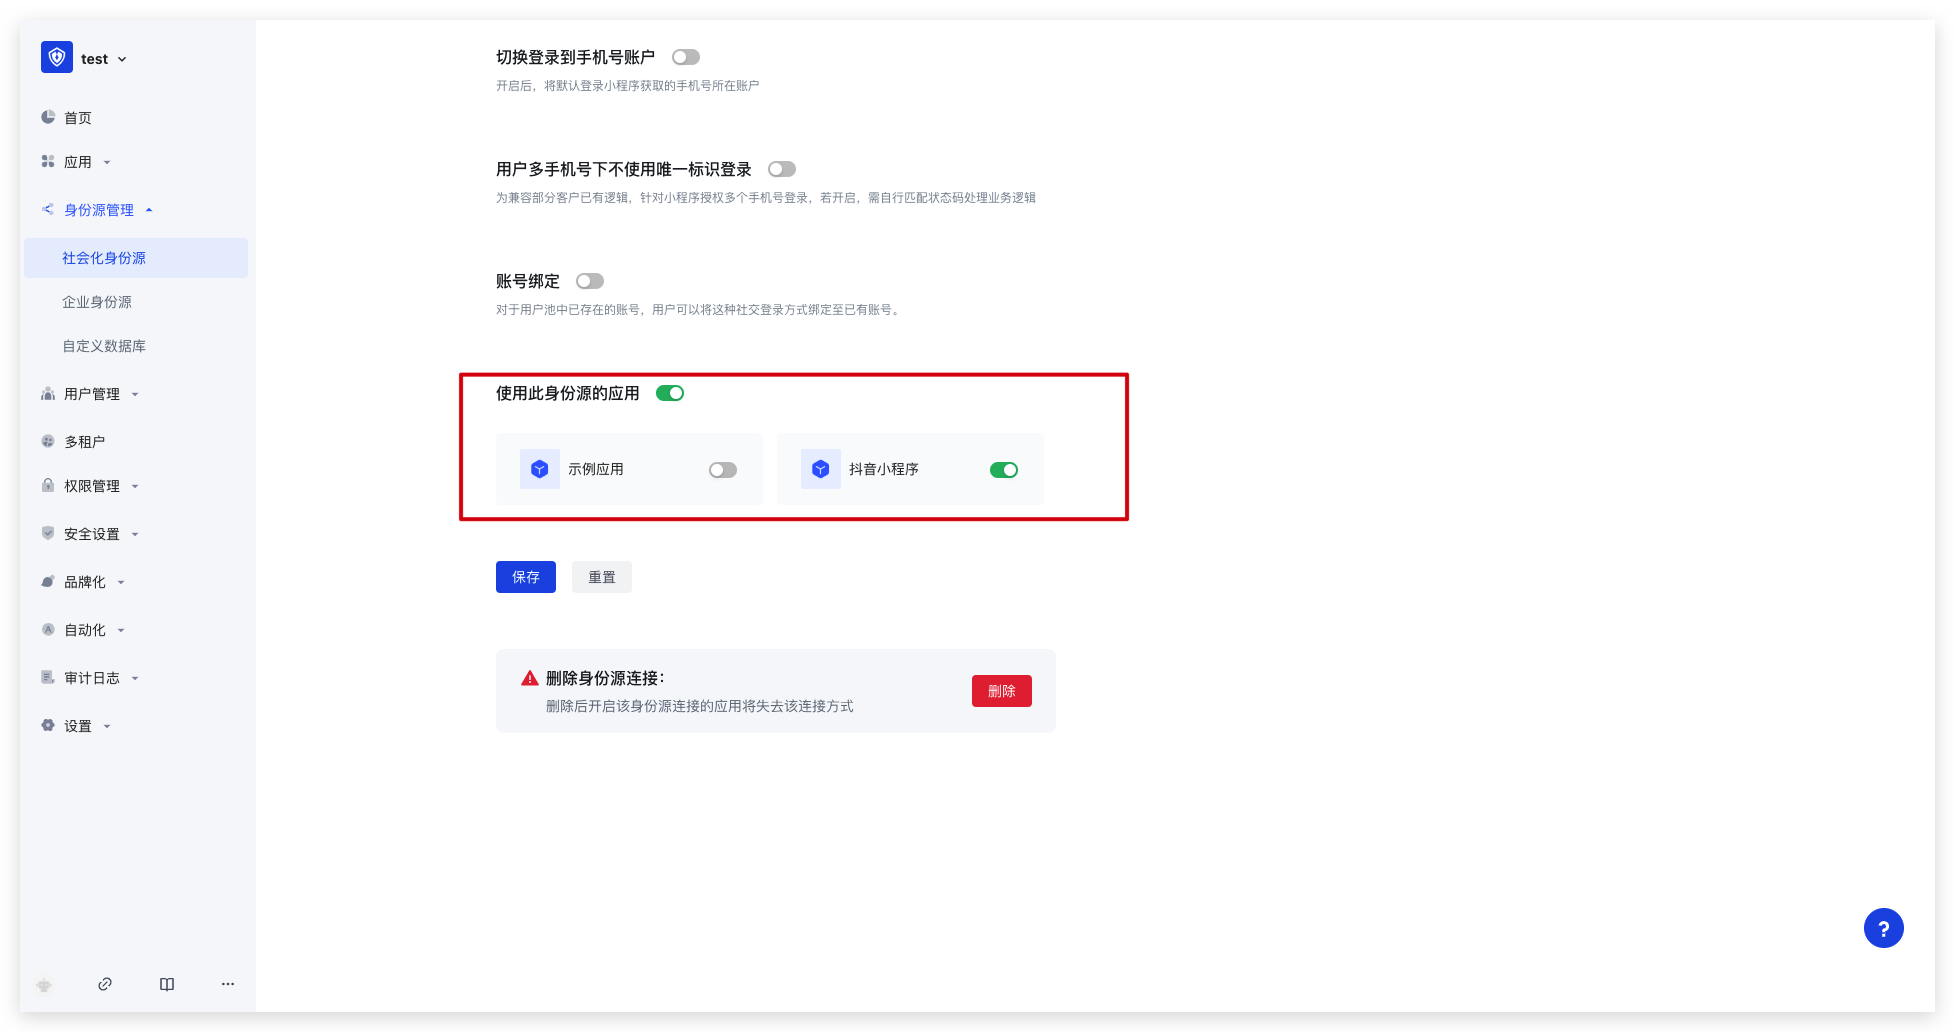 test
首页
应用
身份源管理
社会化身份源
企业身份源
自定义数据库
用户管理
多租户
权限管理
安全设置
品牌化
自动化
审计日志
设置
切换登录到手机号账户
开启后，将默认登录小程序获取的手机号所在账户
用户多手机号下不使用唯一标识登录
为兼容部分客户已有逻辑，针对小程序授权多个手机号登录，若开启，需自行匹配状态码处理业务逻辑
账号绑定
对于用户池中已存在的账号，用户可以将这种社交登录方式绑定至已有账号。
使用此身份源的应用
示例应用
抖音小程序
保存
重置
删除身份源连接：
删除后开启该身份源连接的应用将失去该连接方式
删除
?